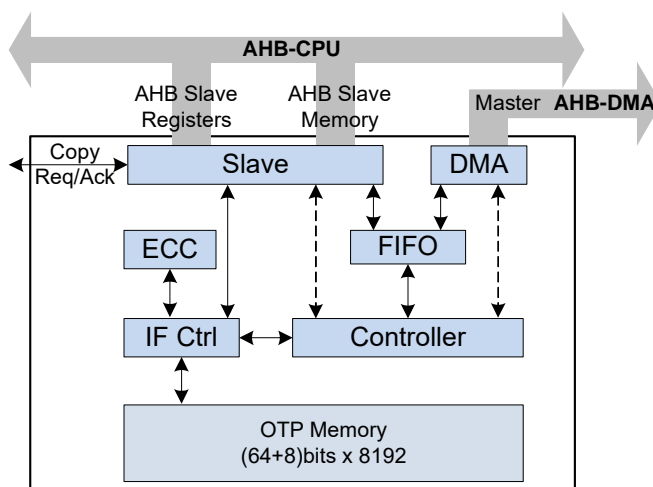 AHB-CPU
AHB Slave
Registers
AHB Slave
Memory
Master AHB-DMA
Copy
Req/Ack
Slave
DMA
ECC
FIFO
IF Ctrl
Controller
OTP Memory
(64+8)bits x 8192